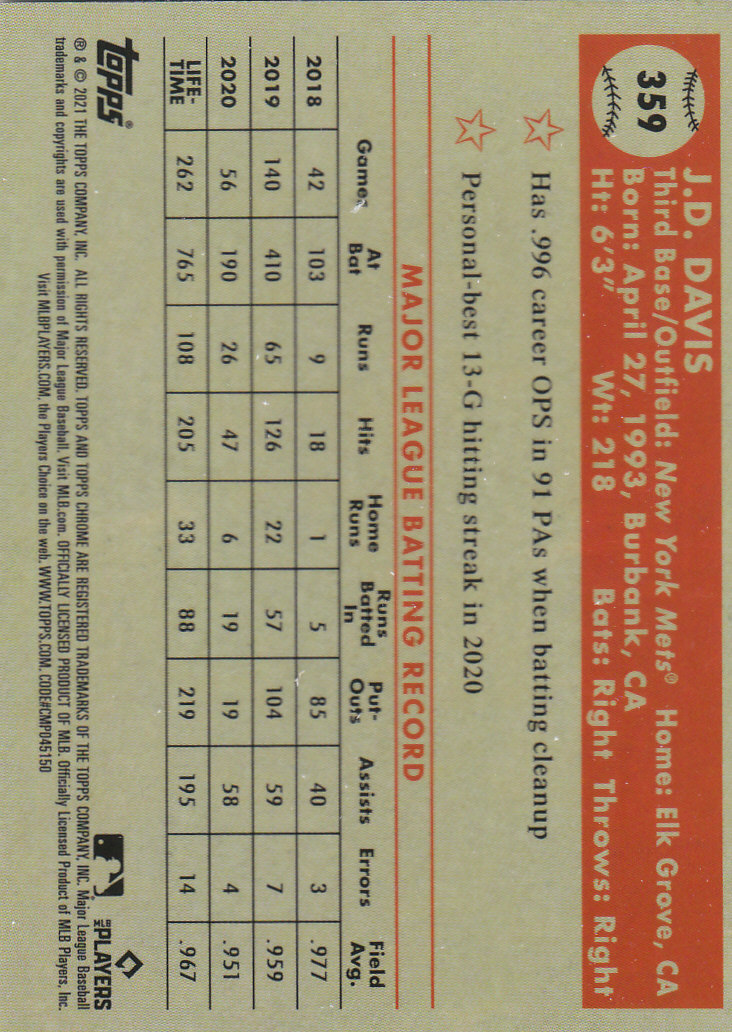 359
J.D. DAVIS
Third Base/Outfield: New York Mets® Home: Elk Grove, CA
Born: April 27, 1993, Burbank, CA
Ht: 6'3" Wt: 218 Bats: Right Throws: Right
Has .996 career OPS in 91 PAs when batting cleanup
Personal-best 13-G hitting streak in 2020
MAJOR LEAGUE BATTING RECORD
Games At Bat Runs Hits Home Runs Runs Batted In Put-Outs Assists Errors Field Avg.
2018 42 103 9 18 1 5 85 40 3 .977
2019 140 410 65 126 22 57 104 59 7 .959
2020 56 190 26 47 6 19 19 58 4 .951
LIFE-TIME 262 765 108 205 33 88 219 195 14 .967
topps®
MLB PLAYERS
® & © 2021 THE TOPPS COMPANY, INC. ALL RIGHTS RESERVED. TOPPS AND TOPPS CHROME ARE REGISTERED TRADEMARKS OF THE TOPPS COMPANY, INC. Major League Baseball
trademarks and copyrights are used with permission of Major League Baseball. Visit MLB.com. OFFICIALLY LICENSED PRODUCT OF MLB. Officially Licensed Product of MLB Players, Inc.
Visit MLBPLAYERS.COM, the Players Choice on the web. WWW.TOPPS.COM. CODE#CMP045150